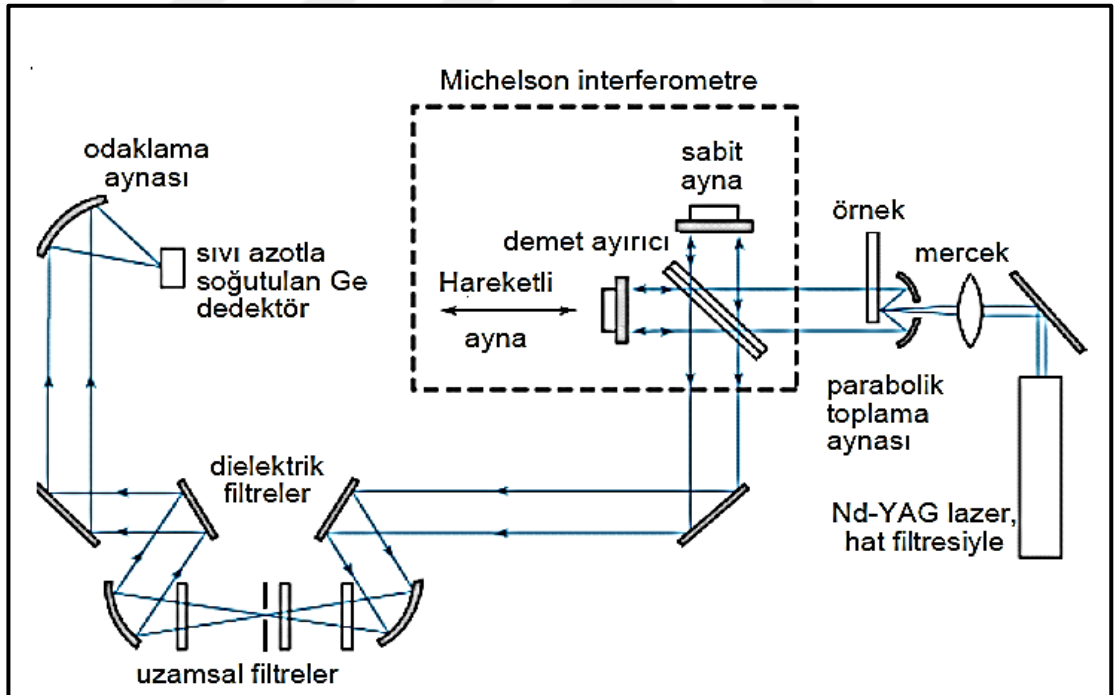 Michelson interferometre
odaklama
aynası
sabit
ayna
örnek
demet ayırıcı
mercek
sıvı azotla
soğutulan Ge
dedektör
Hareketli
ayna
parabolik
toplama
aynası
dielektrik
filtreler
Nd-YAG lazer,
hat filtresiyle
uzamsal filtreler